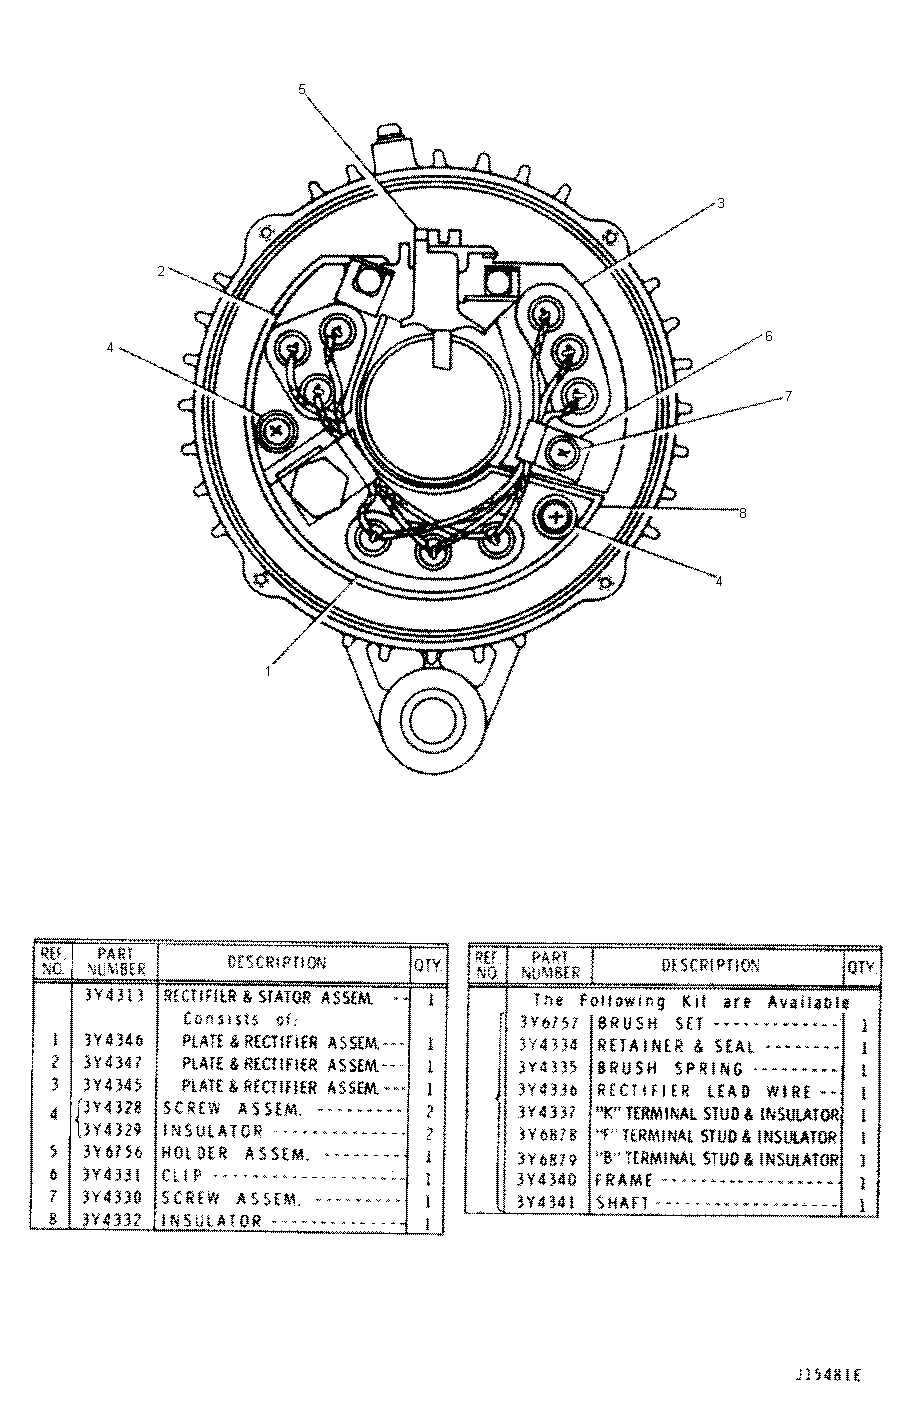 5
3
2
6
4
7
8
4
1
REF. NO. PART NUMBER DESCRIPTION QTY.
3Y4313 RECTIFIER & STATOR ASSEM. -- 1
Consists of:
1 3Y4346 PLATE & RECTIFIER ASSEM.--- 1
2 3Y4347 PLATE & RECTIFIER ASSEM.--- 1
3 3Y4345 PLATE & RECTIFIER ASSEM.--- 1
4 3Y4328 SCREW ASSEM. --------- 2
3Y4329 INSULATOR ------------- 2
5 3Y6756 HOLDER ASSEM. -------- 1
6 3Y4331 CLIP ------------------ 1
7 3Y4330 SCREW ASSEM. --------- 1
8 3Y4332 INSULATOR ------------- 1
REF. NO. PART NUMBER DESCRIPTION QTY.
The Following Kit are Available
3Y6757 BRUSH SET ------------ 1
3Y4334 RETAINER & SEAL ------- 1
3Y4335 BRUSH SPRING -------- 1
3Y4336 RECTIFIER LEAD WIRE -- 1
3Y4337 "K" TERMINAL STUD & INSULATOR 1
3Y6878 "F" TERMINAL STUD & INSULATOR 1
3Y6879 "B" TERMINAL STUD & INSULATOR 1
3Y4340 FRAME ---------------- 1
3Y4341 SHAFT ---------------- 1
J15481E